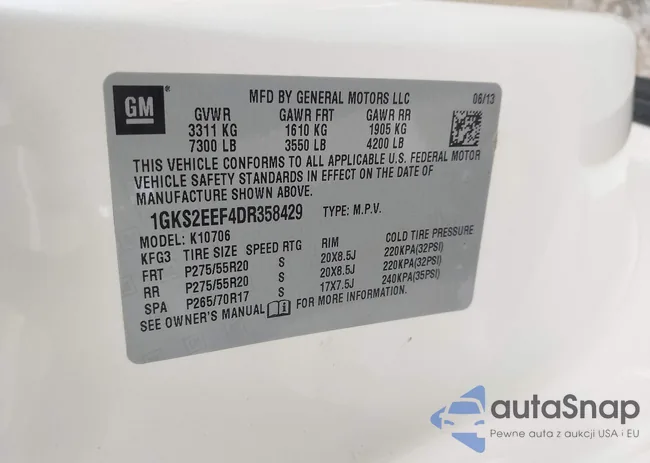 GM
MFD BY GENERAL MOTORS LLC 06/13
GVWR GAWR FRT GAWR RR
3311 KG 1610 KG 1905 KG
7300 LB 3550 LB 4200 LB
THIS VEHICLE CONFORMS TO ALL APPLICABLE U.S. FEDERAL MOTOR
VEHICLE SAFETY STANDARDS IN EFFECT ON THE DATE OF
MANUFACTURE SHOWN ABOVE.
1GKS2EEF4DR358429 TYPE: M.P.V.
MODEL: K10706
KFG3 TIRE SIZE SPEED RTG RIM COLD TIRE PRESSURE
FRT P275/55R20 S 20X8.5J 220KPA(32PSI)
RR P275/55R20 S 20X8.5J 220KPA(32PSI)
SPA P265/70R17 S 17X7.5J 240KPA(35PSI)
SEE OWNER'S MANUAL FOR MORE INFORMATION.
autaSnap
Pewne auta z aukcji USA i EU